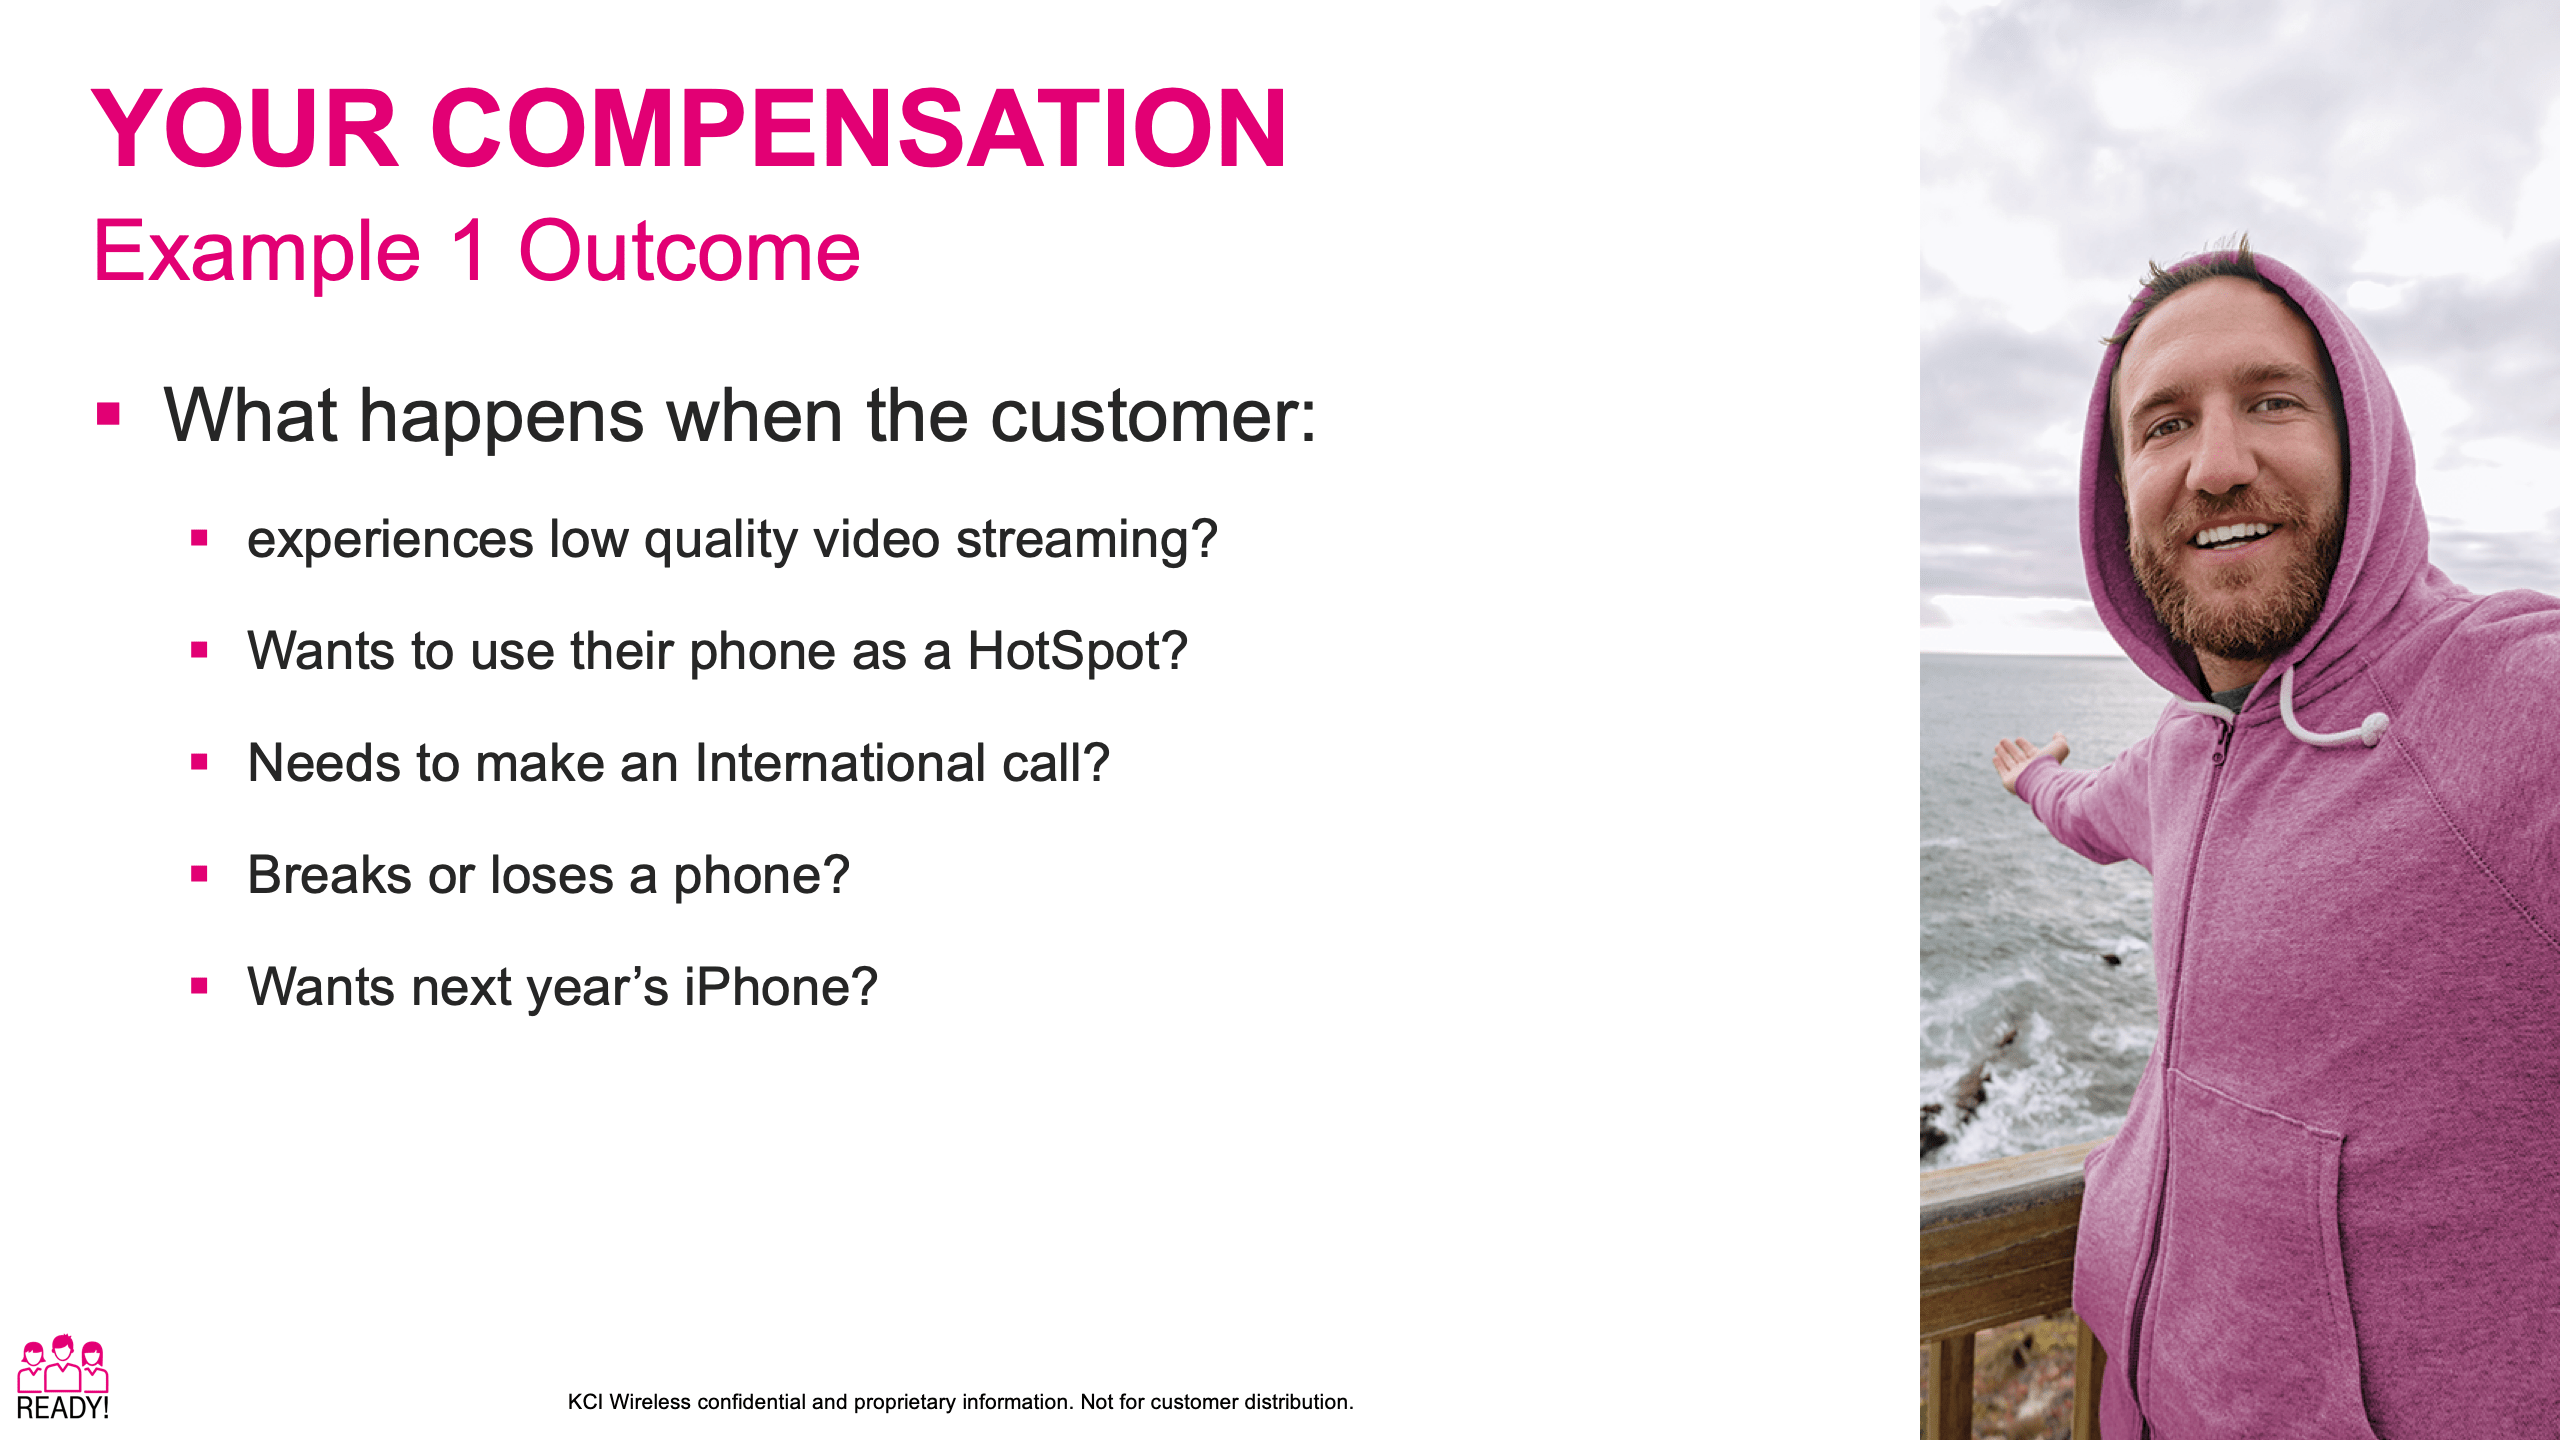 YOUR COMPENSATION
Example 1 Outcome
What happens when the customer:
experiences low quality video streaming?
Wants to use their phone as a HotSpot?
Needs to make an International call?
Breaks or loses a phone?
Wants next year’s iPhone?
READY!
KCI Wireless confidential and proprietary information. Not for customer distribution.